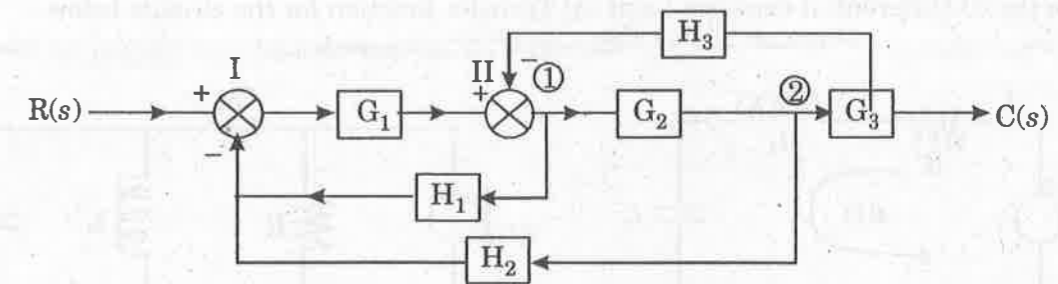 H₃
I
II
−
①
②
R(s)
+
+
G₁
G₂
G₃
C(s)
−
H₁
H₂